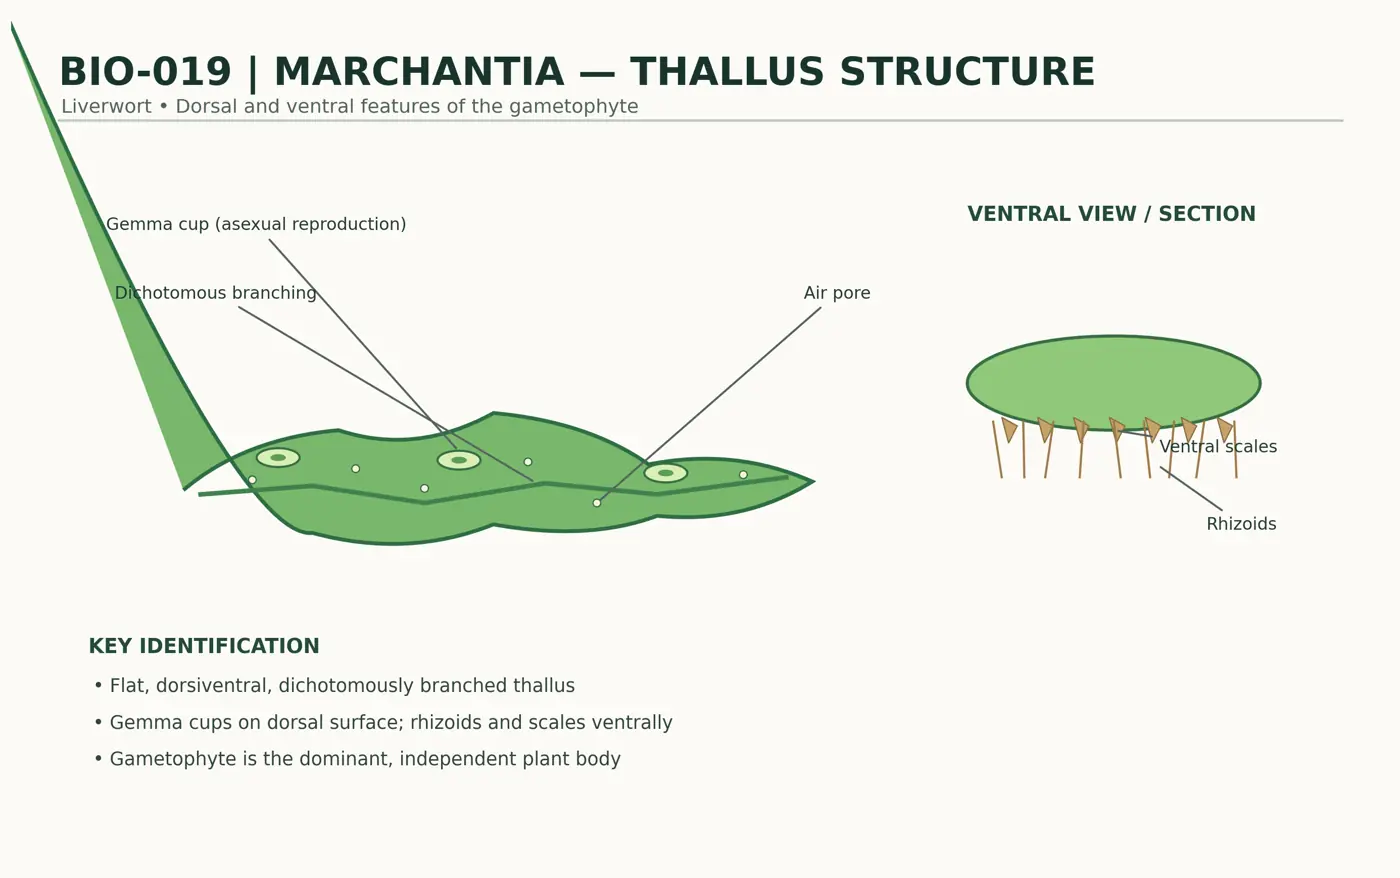 BIO-019 | MARCHANTIA — THALLUS STRUCTURE
Liverwort • Dorsal and ventral features of the gametophyte
Gemma cup (asexual reproduction)
Dichotomous branching
Air pore
VENTRAL VIEW / SECTION
Ventral scales
Rhizoids
KEY IDENTIFICATION
• Flat, dorsiventral, dichotomously branched thallus
• Gemma cups on dorsal surface; rhizoids and scales ventrally
• Gametophyte is the dominant, independent plant body